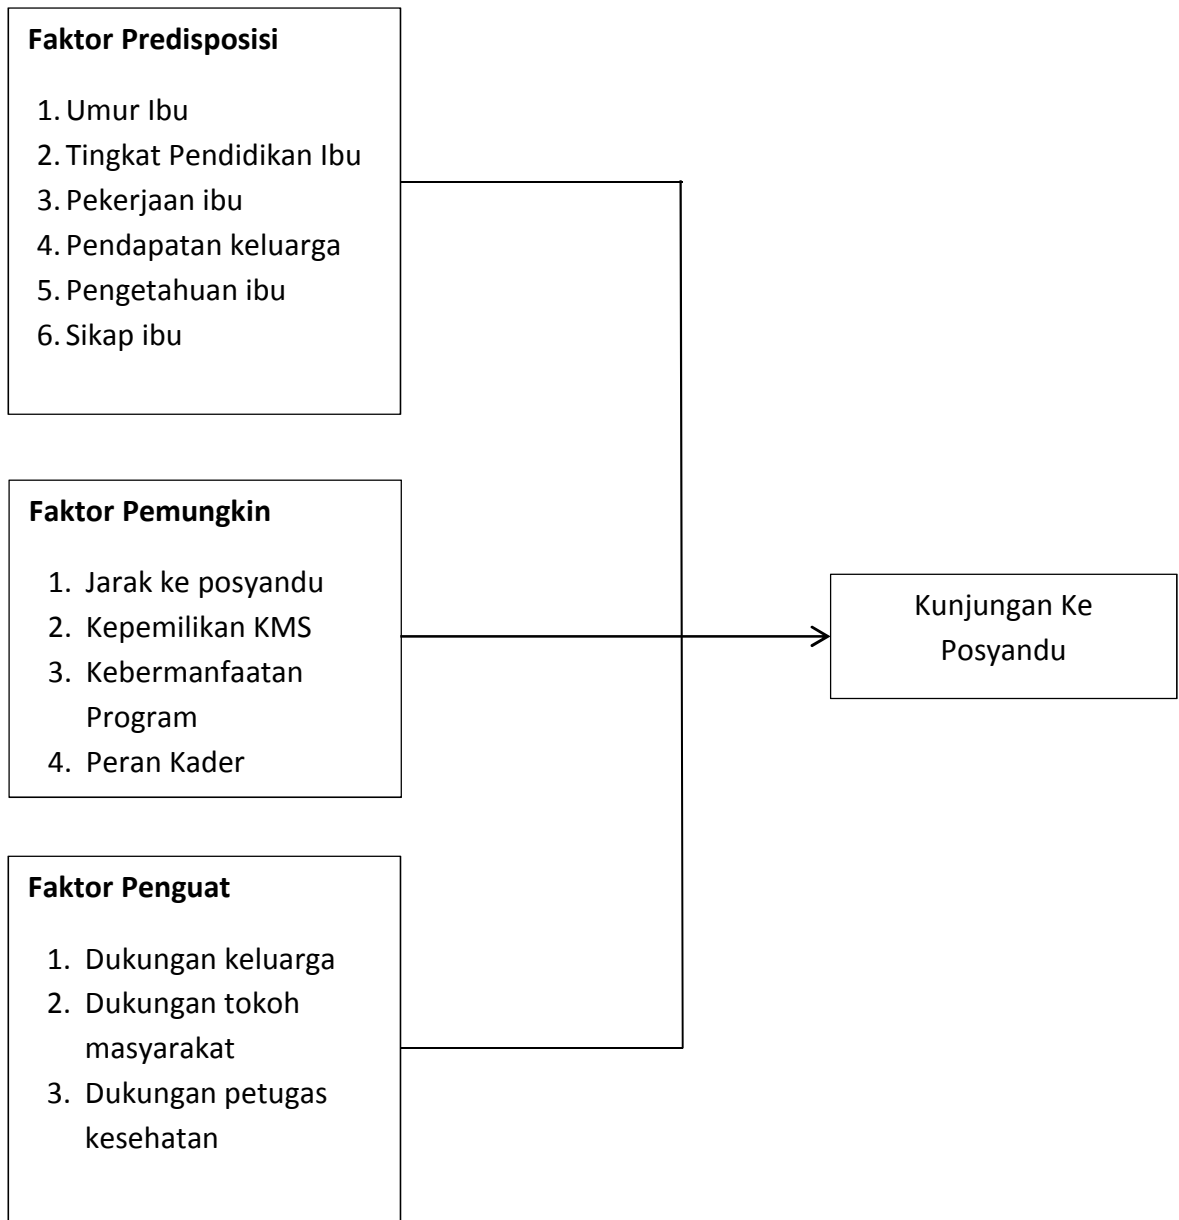 Faktor Predisposisi
1. Umur Ibu
2. Tingkat Pendidikan Ibu
3. Pekerjaan ibu
4. Pendapatan keluarga
5. Pengetahuan ibu
6. Sikap ibu
Faktor Pemungkin
1. Jarak ke posyandu
2. Kepemilikan KMS
3. Kebermanfaatan
Program
4. Peran Kader
Kunjungan Ke
Posyandu
Faktor Penguat
1. Dukungan keluarga
2. Dukungan tokoh
masyarakat
3. Dukungan petugas
kesehatan